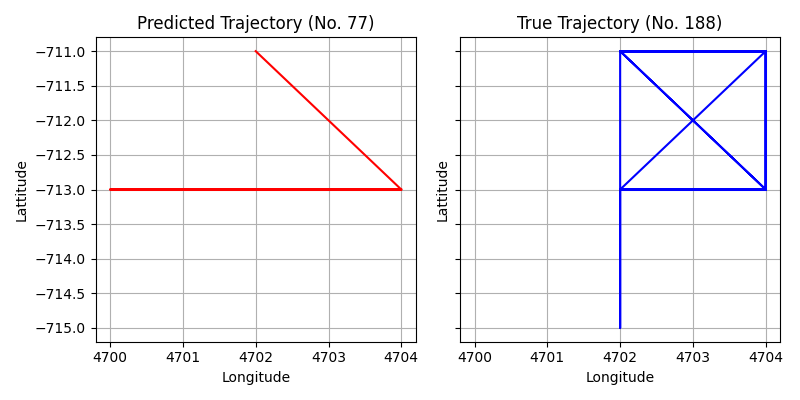 Predicted Trajectory (No. 77)
True Trajectory (No. 188)
−711.0
−711.5
−712.0
−712.5
−713.0
−713.5
−714.0
−714.5
−715.0
Lattitude
Lattitude
4700 4701 4702 4703 4704
4700 4701 4702 4703 4704
Longitude
Longitude